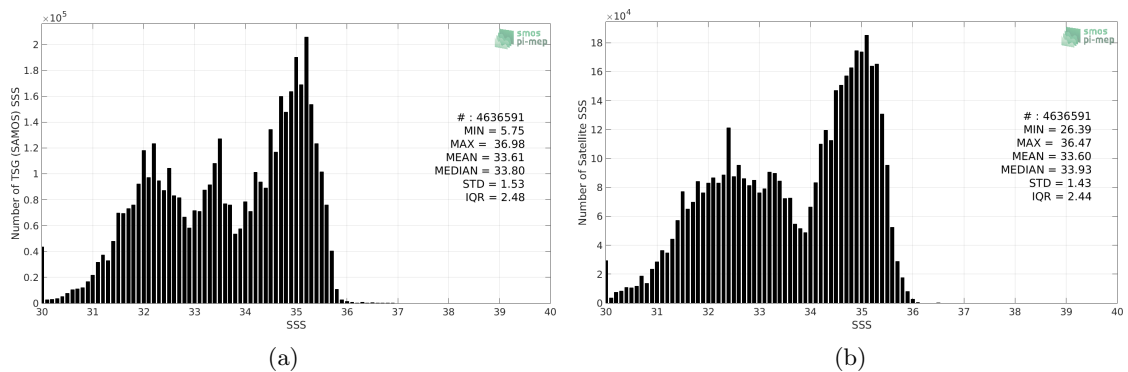 ×10⁵
2
1.8
1.6
1.4
1.2
1
0.8
0.6
0.4
0.2
0
30 31 32 33 34 35 36 37 38 39 40
SSS
Number of TSG (SAMOS) SSS
smos
pi-mep
# : 4636591
MIN = 5.75
MAX = 36.98
MEAN = 33.61
MEDIAN = 33.80
STD = 1.53
IQR = 2.48
(a)
×10⁴
18
16
14
12
10
8
6
4
2
0
30 31 32 33 34 35 36 37 38 39 40
SSS
Number of Satellite SSS
smos
pi-mep
# : 4636591
MIN = 26.39
MAX = 36.47
MEAN = 33.60
MEDIAN = 33.93
STD = 1.43
IQR = 2.44
(b)